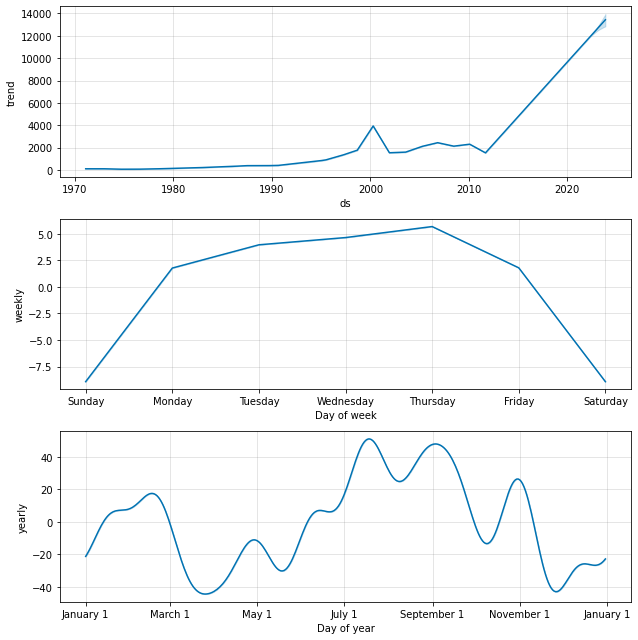 14000
12000
10000
8000
6000
4000
2000
0
trend
1970 1980 1990 2000 2010 2020
ds
5.0
2.5
0.0
−2.5
−5.0
−7.5
weekly
Sunday Monday Tuesday Wednesday Thursday Friday Saturday
Day of week
40
20
0
−20
−40
yearly
January 1 March 1 May 1 July 1 September 1 November 1 January 1
Day of year